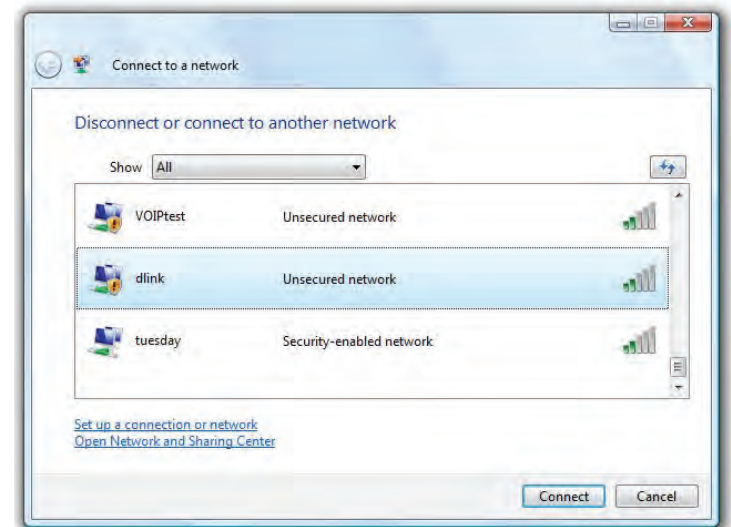 Connect to a network
Disconnect or connect to another network
Show All
VOIPtest Unsecured network
dlink Unsecured network
tuesday Security-enabled network
Set up a connection or network
Open Network and Sharing Center
Connect Cancel